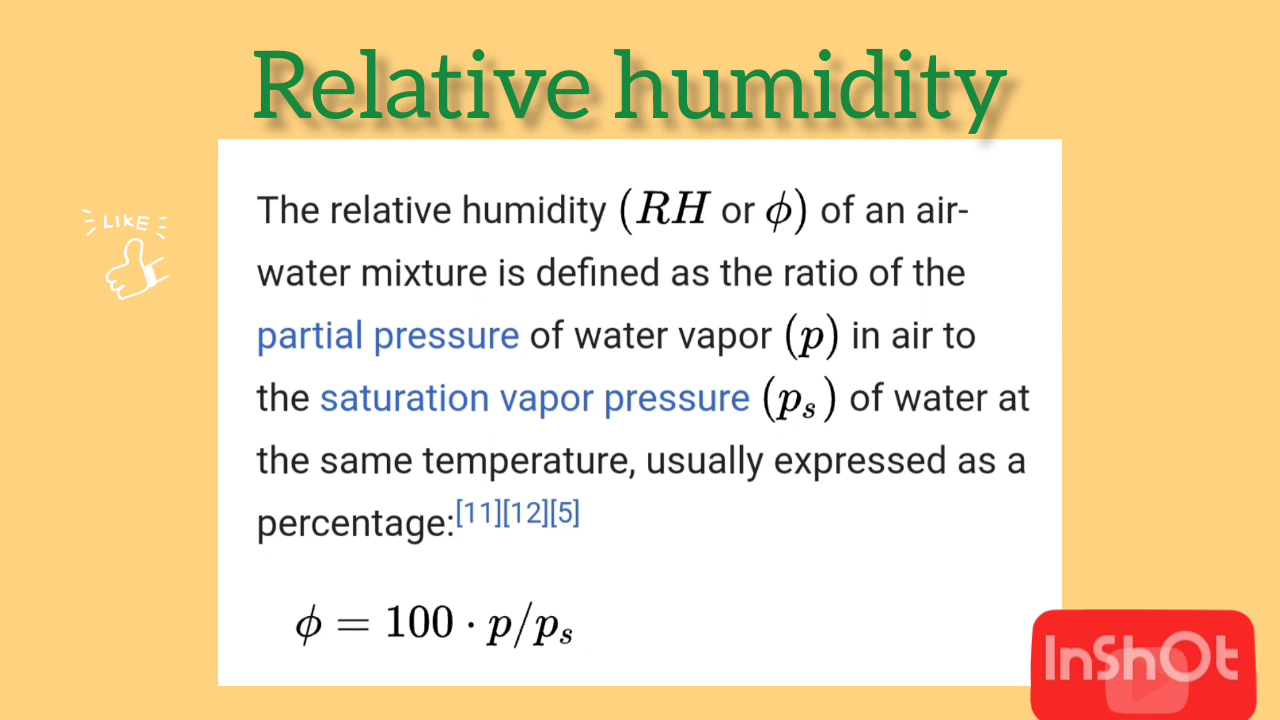 Relative humidity
The relative humidity (RH or ϕ) of an air-
water mixture is defined as the ratio of the
partial pressure of water vapor (p) in air to
the saturation vapor pressure (pₛ) of water at
the same temperature, usually expressed as a
percentage:[11][12][5]
ϕ = 100 · p/pₛ
LIKE
InShOt